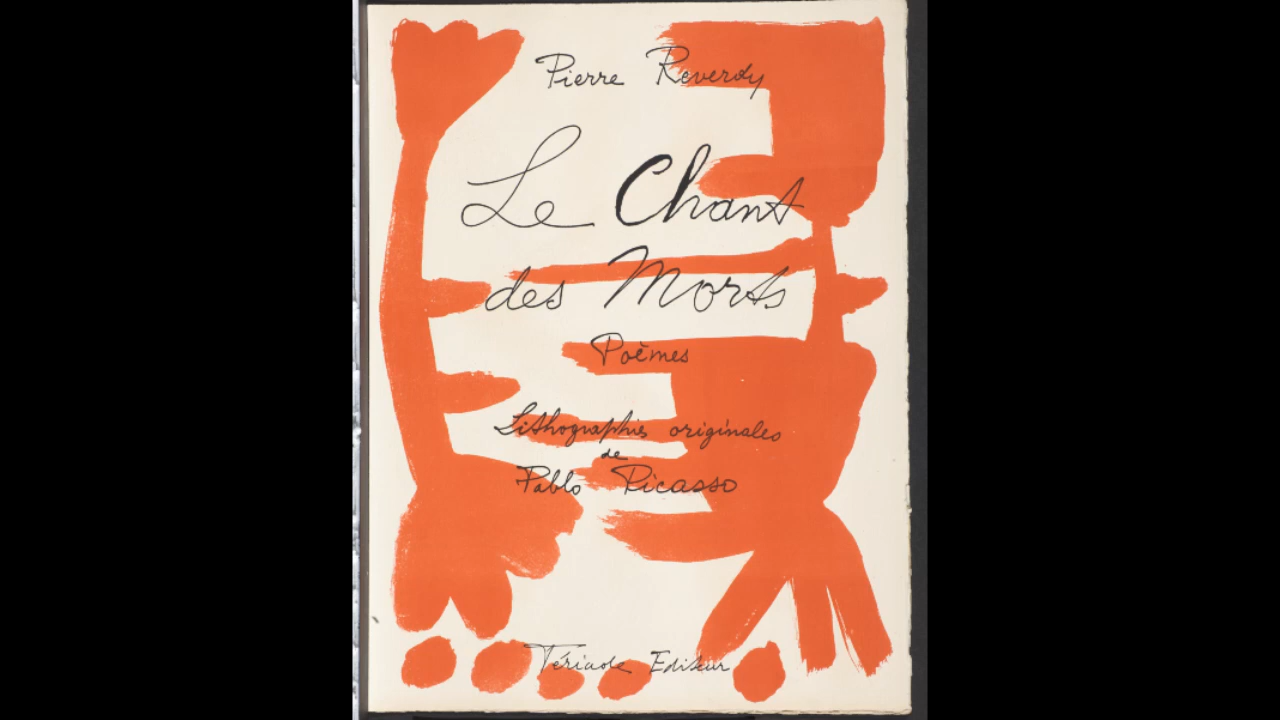 Pierre Reverdy
Le Chant
des Morts
Poèmes
Lithographies originales
de
Pablo Picasso
Tériade Editeur